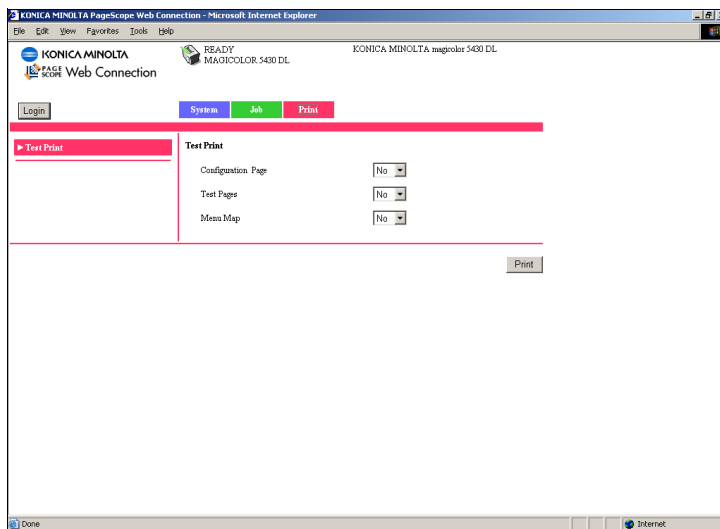 KONICA MINOLTA PageScope Web Connection - Microsoft Internet Explorer
File Edit View Favorites Tools Help
KONICA MINOLTA
PAGE SCOPE Web Connection
READY
MAGICOLOR 5430 DL
KONICA MINOLTA magicolor 5430 DL
Login
System Job Print
Test Print
Test Print
Configuration Page No
Test Pages No
Menu Map No
Print
Done Internet